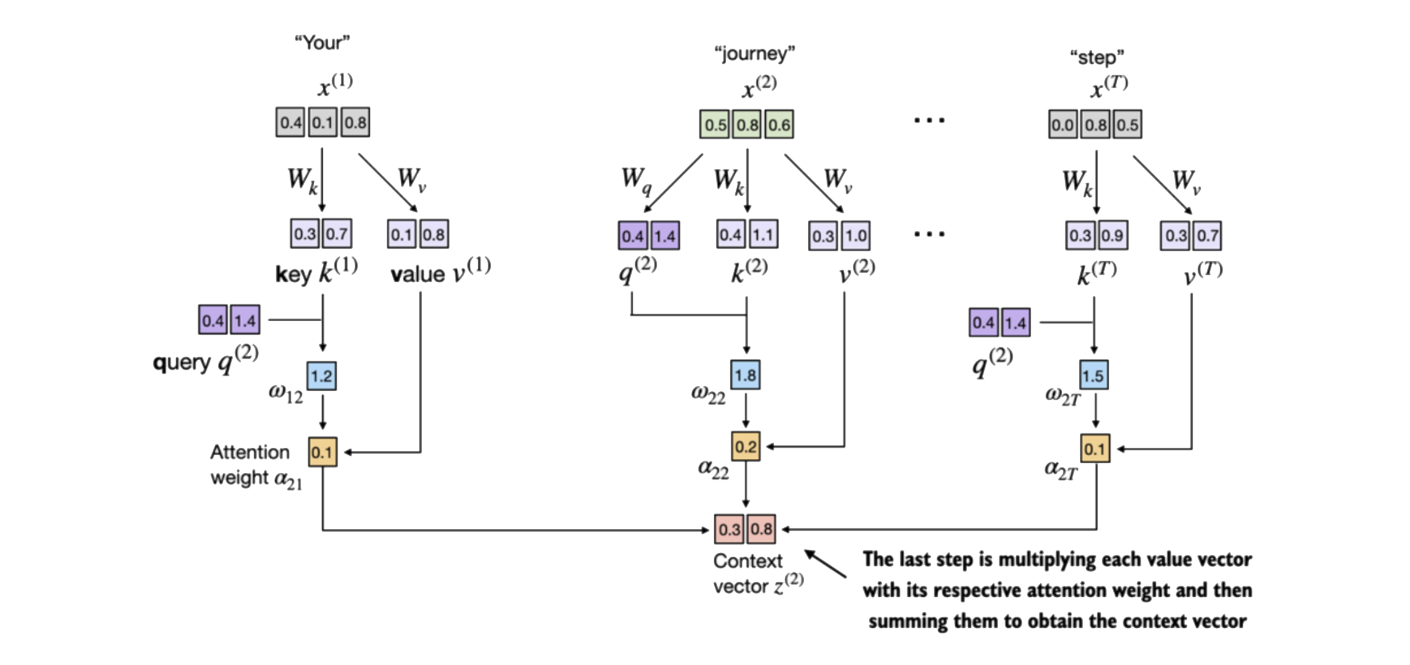 “Your”
x(1)
0.4 0.1 0.8
Wk
Wv
0.3 0.7
0.1 0.8
key k(1)
value v(1)
0.4 1.4
query q(2)
1.2
ω12
Attention
weight α21
0.1
“journey”
x(2)
0.5 0.8 0.6
Wq
Wk
Wv
0.4 1.4
0.4 1.1
0.3 1.0
q(2)
k(2)
v(2)
1.8
ω22
0.2
α22
0.3 0.8
Context
vector z(2)
...
...
“step”
x(T)
0.0 0.8 0.5
Wk
Wv
0.3 0.9
0.3 0.7
k(T)
v(T)
0.4 1.4
q(2)
1.5
ω2T
0.1
α2T
The last step is multiplying each value vector
with its respective attention weight and then
summing them to obtain the context vector